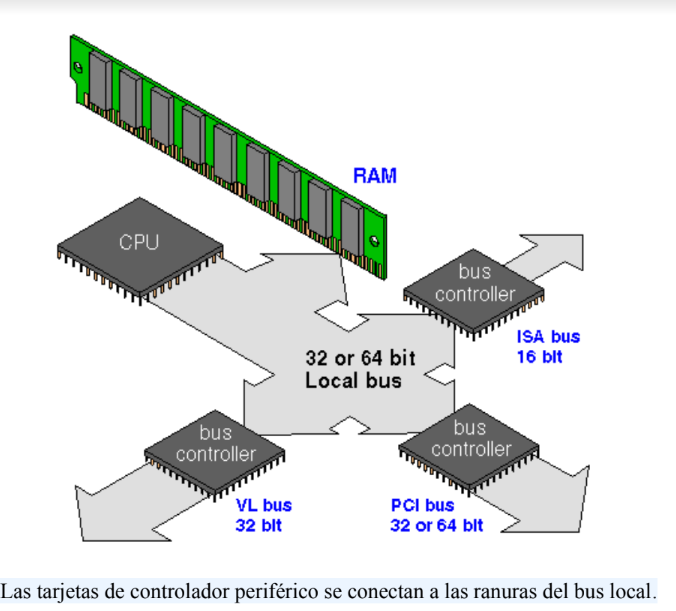 RAM
CPU
bus
controller
ISA bus
16 bit
32 or 64 bit
Local bus
bus
controller
VL bus
32 bit
bus
controller
PCI bus
32 or 64 bit
Las tarjetas de controlador periférico se conectan a las ranuras del bus local.